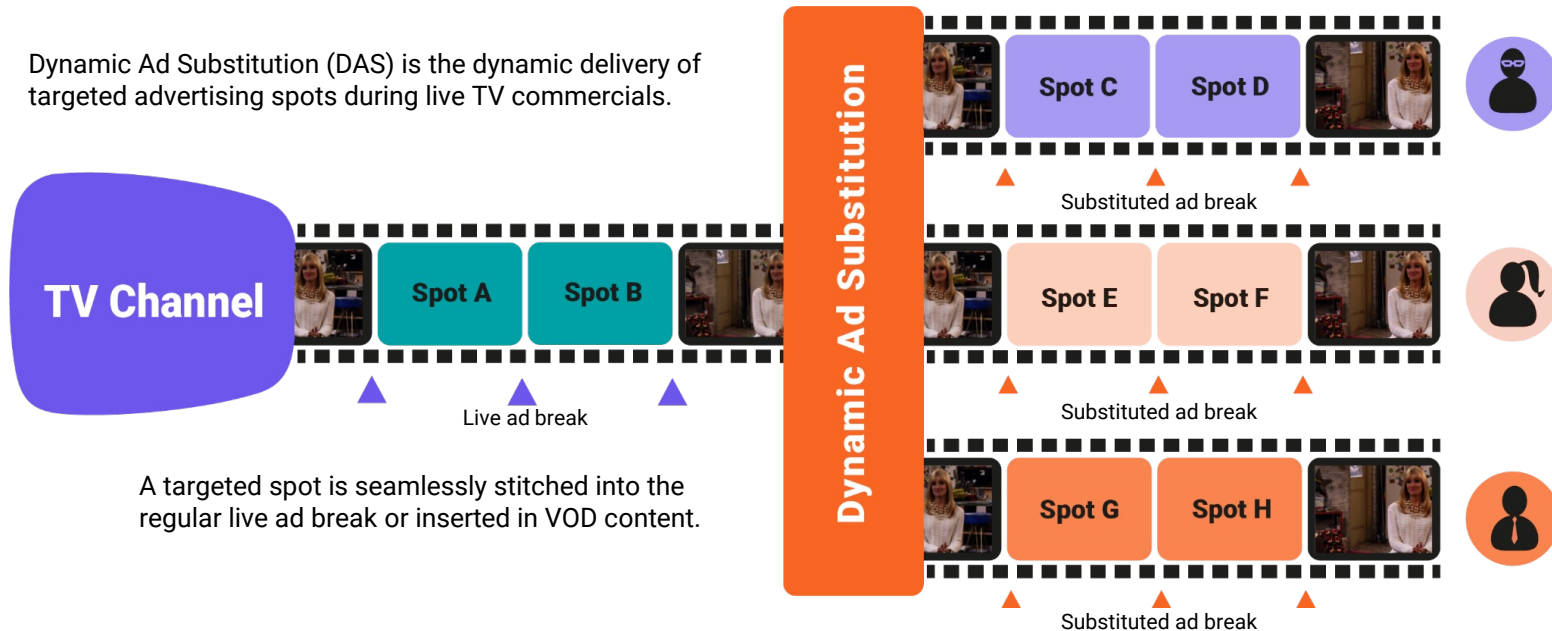 Dynamic Ad Substitution (DAS) is the dynamic delivery of
targeted advertising spots during live TV commercials.
TV Channel
Spot A
Spot B
Live ad break
A targeted spot is seamlessly stitched into the
regular live ad break or inserted in VOD content.
Dynamic Ad Substitution
Spot C
Spot D
Substituted ad break
Spot E
Spot F
Substituted ad break
Spot G
Spot H
Substituted ad break